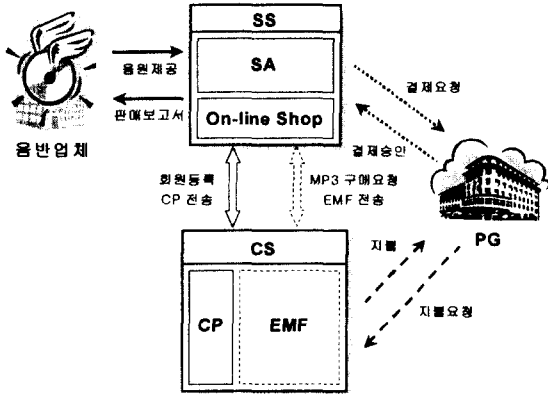 SS
SA
On-line Shop
음원제공
판매보고서
음반업체
결제요청
결제승인
PG
회원등록
CP 전송
MP3 구매요청
EMF 전송
CS
CP
EMF
지불
지불요청